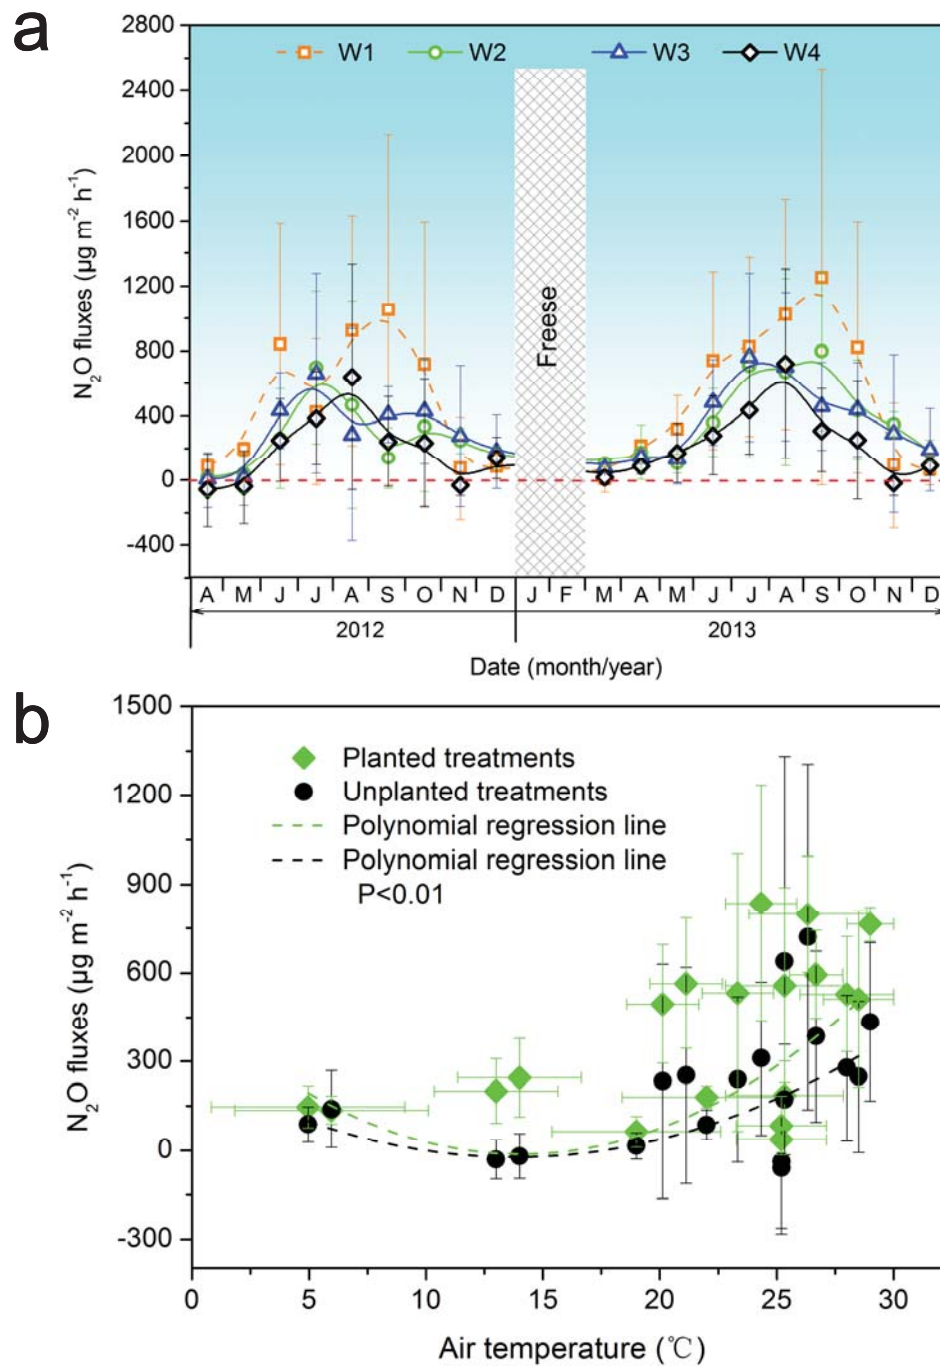 a
2800
2400
2000
1600
1200
800
400
0
-400
N₂O fluxes (µg m⁻² h⁻¹)
W1 W2 W3 W4
Freese
A M J J A S O N D J F M A M J J A S O N D
2012 2013
Date (month/year)
b
1500
1200
900
600
300
0
-300
N₂O fluxes (µg m⁻² h⁻¹)
Planted treatments
Unplanted treatments
Polynomial regression line
Polynomial regression line
P<0.01
0 5 10 15 20 25 30
Air temperature (℃)